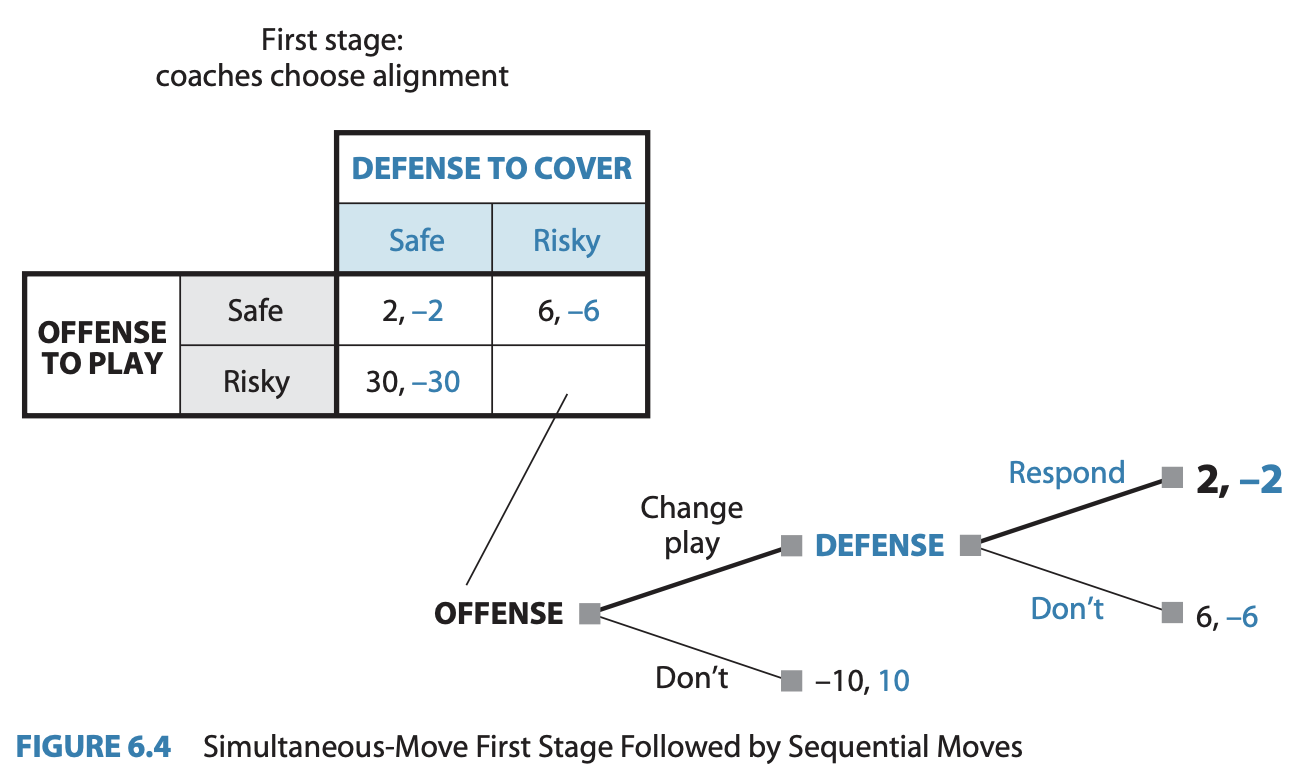 First stage:
coaches choose alignment
DEFENSE TO COVER
Safe Risky
OFFENSE
TO PLAY
Safe 2, –2 6, –6
Risky 30, –30
Change
play
Respond 2, –2
OFFENSE DEFENSE
Don’t 6, –6
Don’t –10, 10
FIGURE 6.4 Simultaneous-Move First Stage Followed by Sequential Moves